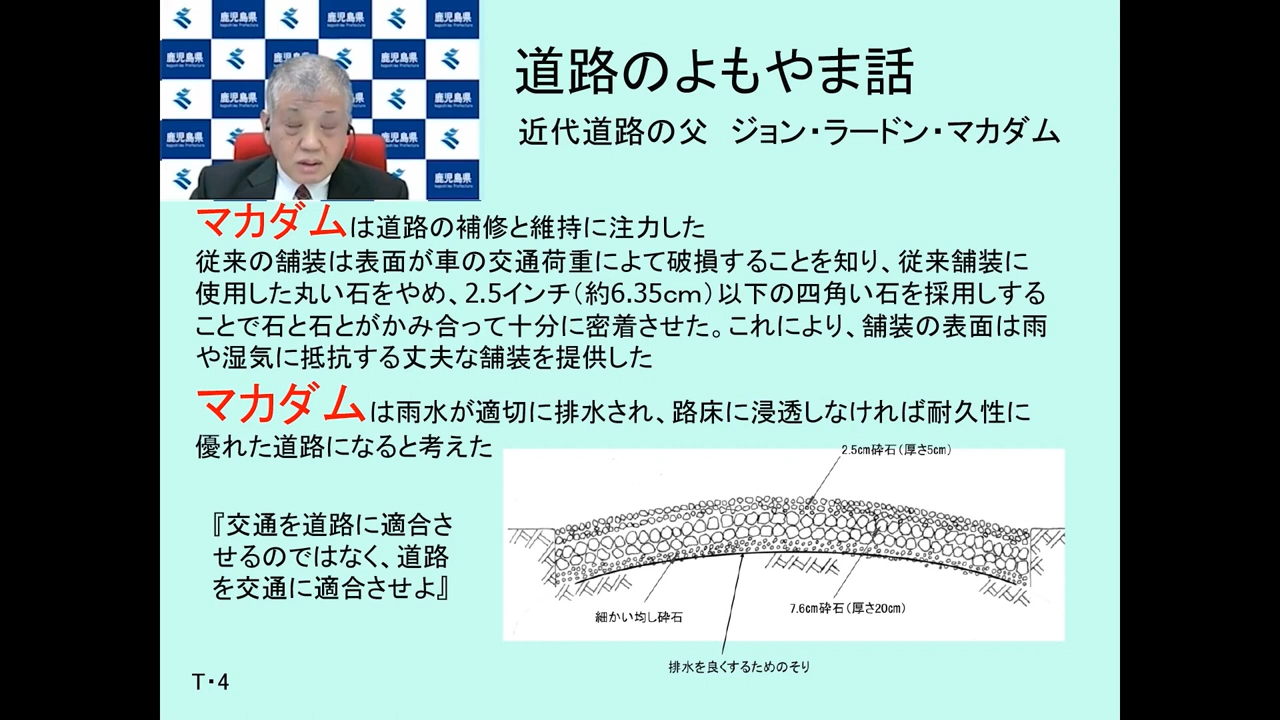 鹿児島県
道路のよもやま話
近代道路の父　ジョン・ラードン・マカダム
マカダムは道路の補修と維持に注力した
従来の舗装は表面が車の交通荷重によて破損することを知り、従来舗装に
使用した丸い石をやめ、2.5インチ（約6.35cm）以下の四角い石を採用しする
ことで石と石とがかみ合って十分に密着させた。これにより、舗装の表面は雨
や湿気に抵抗する丈夫な舗装を提供した
マカダムは雨水が適切に排水され、路床に浸透しなければ耐久性に
優れた道路になると考えた
2.5cm砕石（厚さ5cm）
『交通を道路に適合さ
せるのではなく、道路
を交通に適合させよ』
細かい均し砕石
7.6cm砕石（厚さ20cm）
排水を良くするためのそり
T・4